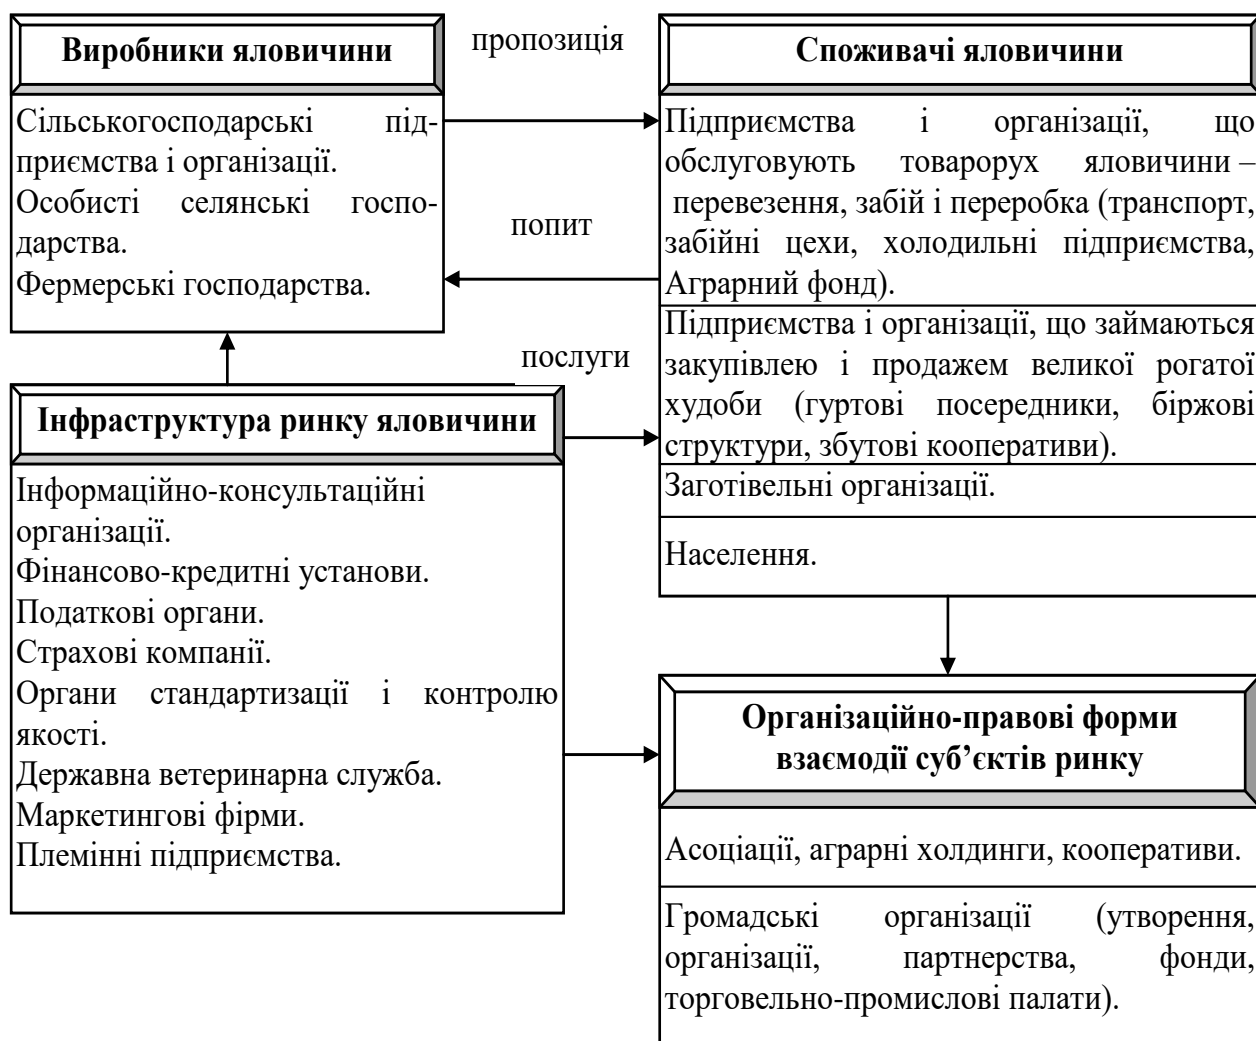 Виробники яловичини
Сільськогосподарські під-
приємства і організації.
Особисті селянські госпо-
дарства.
Фермерські господарства.
пропозиція
попит
послуги
Споживачі яловичини
Підприємства і організації, що
обслуговують товарорух яловичини –
перевезення, забій і переробка (транспорт,
забійні цехи, холодильні підприємства,
Аграрний фонд).
Підприємства і організації, що займаються
закупівлею і продажем великої рогатої
худоби (гуртові посередники, біржові
структури, збутові кооперативи).
Заготівельні організації.
Населення.
Інфраструктура ринку яловичини
Інформаційно-консультаційні
організації.
Фінансово-кредитні установи.
Податкові органи.
Страхові компанії.
Органи стандартизації і контролю
якості.
Державна ветеринарна служба.
Маркетингові фірми.
Племінні підприємства.
Організаційно-правові форми
взаємодії суб’єктів ринку
Асоціації, аграрні холдинги, кооперативи.
Громадські організації (утворення,
організації, партнерства, фонди,
торговельно-промислові палати).